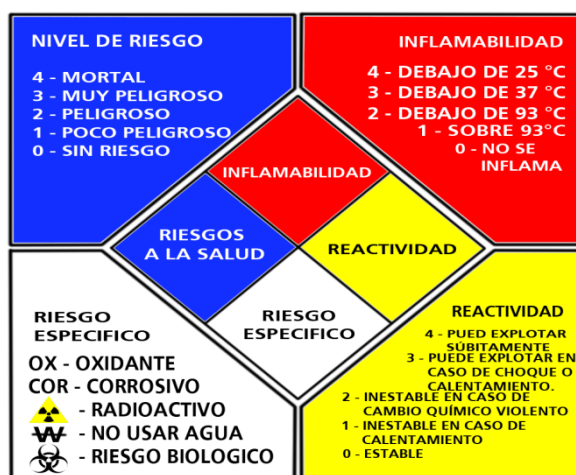 NIVEL DE RIESGO
4 - MORTAL
3 - MUY PELIGROSO
2 - PELIGROSO
1 - POCO PELIGROSO
0 - SIN RIESGO
INFLAMABILIDAD
4 - DEBAJO DE 25 °C
3 - DEBAJO DE 37 °C
2 - DEBAJO DE 93 °C
1 - SOBRE 93°C
0 - NO SE
INFLAMA
INFLAMABILIDAD
RIESGOS
A LA SALUD
REACTIVIDAD
RIESGO
ESPECIFICO
RIESGO
ESPECIFICO
OX - OXIDANTE
COR - CORROSIVO
- RADIOACTIVO
W - NO USAR AGUA
- RIESGO BIOLOGICO
REACTIVIDAD
4 - PUED EXPLOTAR
SÚBITAMENTE
3 - PUEDE EXPLOTAR EN
CASO DE CHOQUE O
CALENTAMIENTO.
2 - INESTABLE EN CASO DE
CAMBIO QUÍMICO VIOLENTO
1 - INESTABLE EN CASO DE
CALENTAMIENTO
0 - ESTABLE